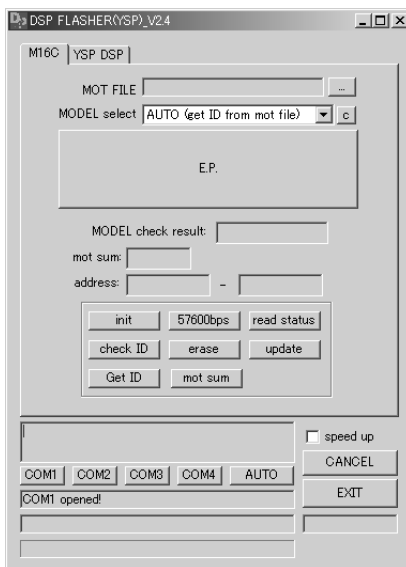 DSP FLASHER(YSP)_V2.4
M16C YSP DSP
MOT FILE ...
MODEL select AUTO (get ID from mot file) c
E.P.
MODEL check result:
mot sum:
address: -
init 57600bps read status
check ID erase update
Get ID mot sum
speed up
CANCEL
COM1 COM2 COM3 COM4 AUTO
EXIT
COM1 opened!